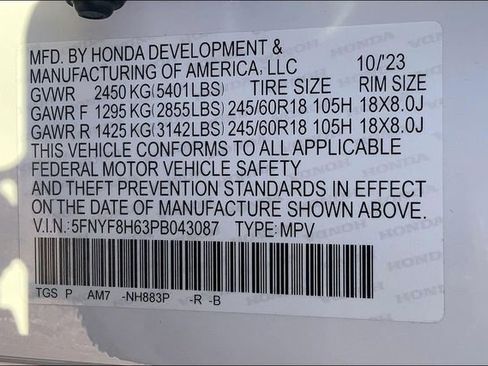 MFD. BY HONDA DEVELOPMENT &
MANUFACTURING OF AMERICA, LLC 10/'23
GVWR 2450 KG(5401LBS) TIRE SIZE RIM SIZE
GAWR F 1295 KG(2855LBS) 245/60R18 105H 18X8.0J
GAWR R 1425 KG(3142LBS) 245/60R18 105H 18X8.0J
THIS VEHICLE CONFORMS TO ALL APPLICABLE
FEDERAL MOTOR VEHICLE SAFETY
AND THEFT PREVENTION STANDARDS IN EFFECT
ON THE DATE OF MANUFACTURE SHOWN ABOVE.
V.I.N.:5FNYF8H63PB043087 TYPE:MPV
TGS P AM7 -NH883P -R -B